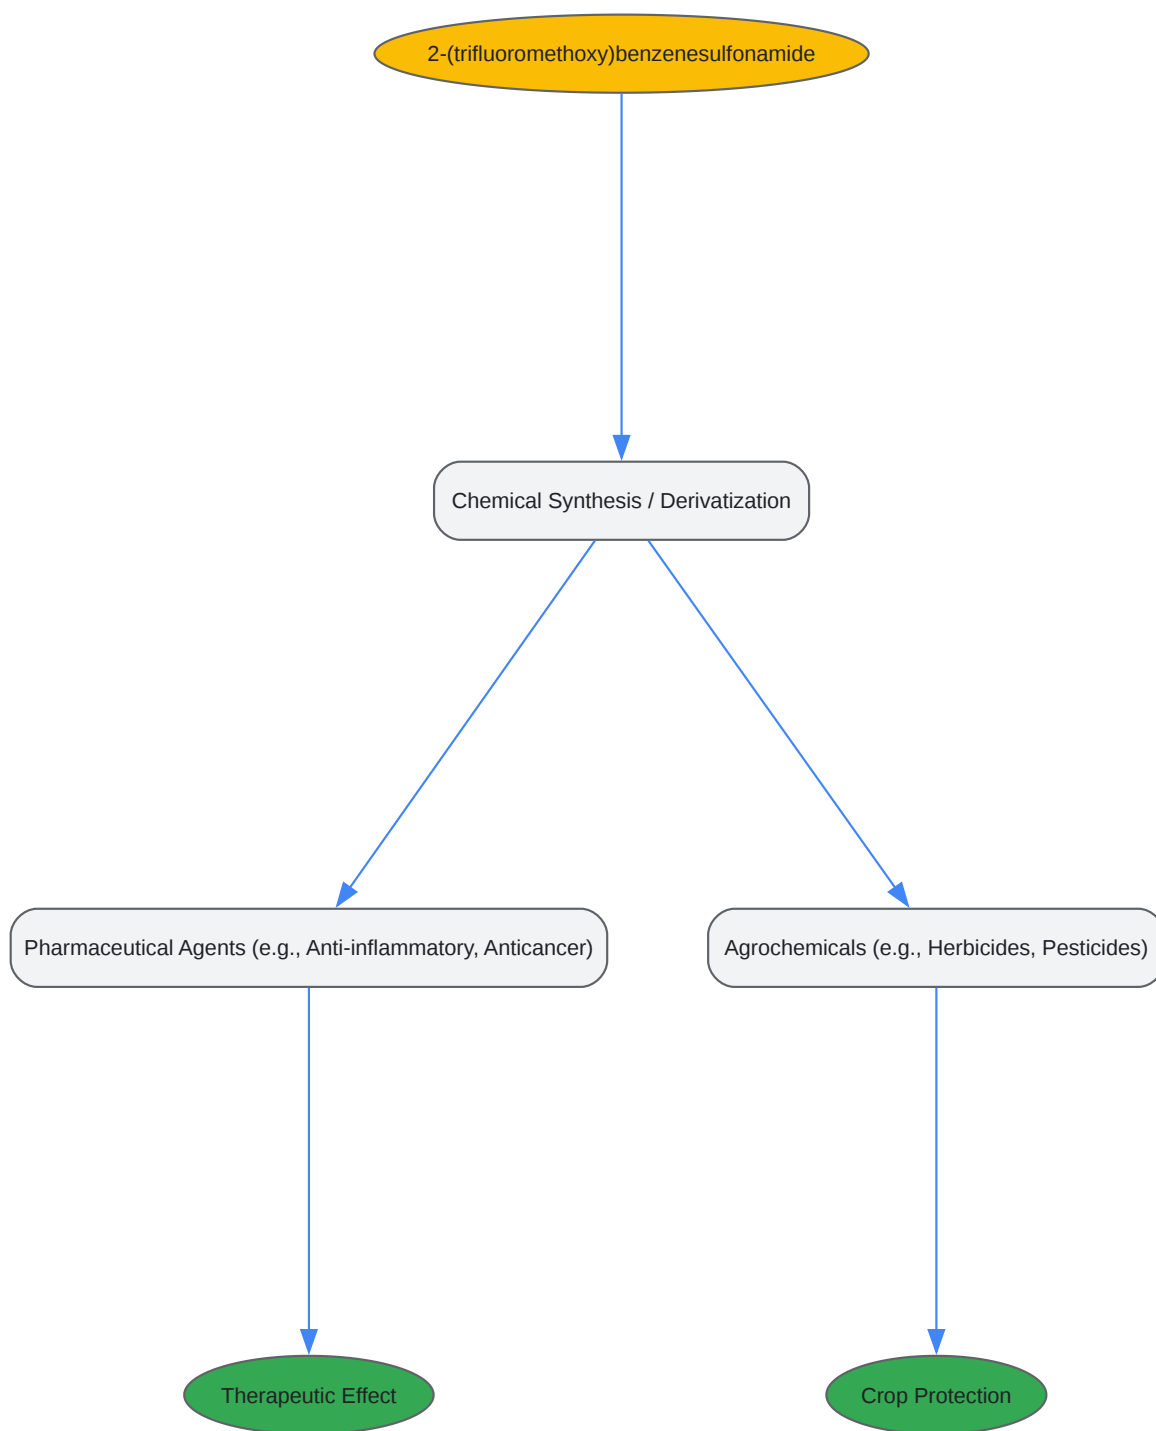 2-(trifluoromethoxy)benzenesulfonamide
Chemical Synthesis / Derivatization
Pharmaceutical Agents (e.g., Anti-inflammatory, Anticancer)
Agrochemicals (e.g., Herbicides, Pesticides)
Therapeutic Effect
Crop Protection